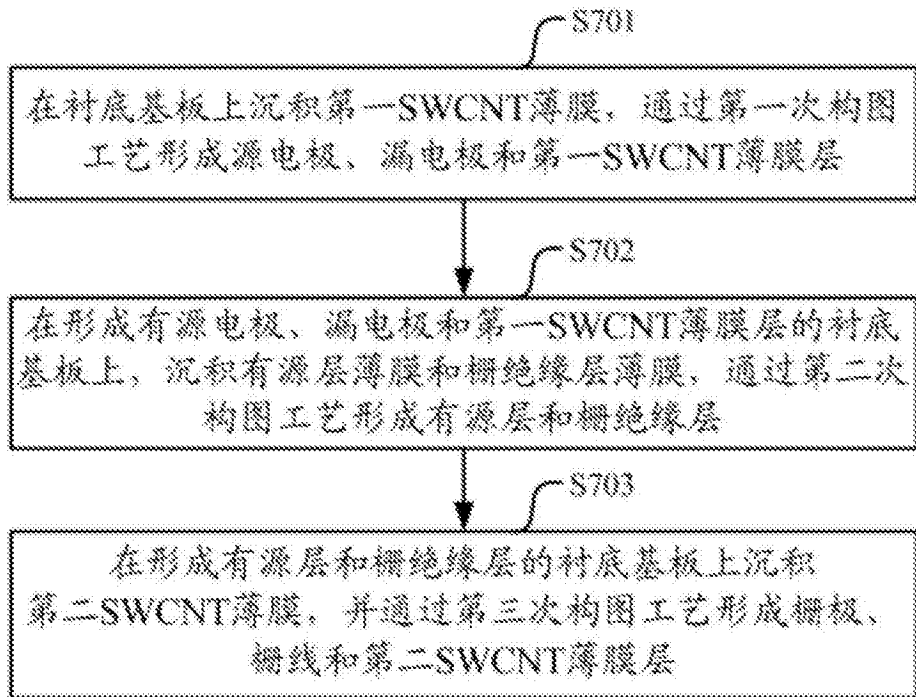 S701
在衬底基板上沉积第一SWCNT薄膜，通过第一次构图
工艺形成源电极、漏电极和第一SWCNT薄膜层
S702
在形成有源电极、漏电极和第一SWCNT薄膜层的衬底
基板上，沉积有源层薄膜和栅绝缘层薄膜，通过第二次
构图工艺形成有源层和栅绝缘层
S703
在形成有源层和栅绝缘层的衬底基板上沉积
第二SWCNT薄膜，并通过第三次构图工艺形成栅极、
栅线和第二SWCNT薄膜层